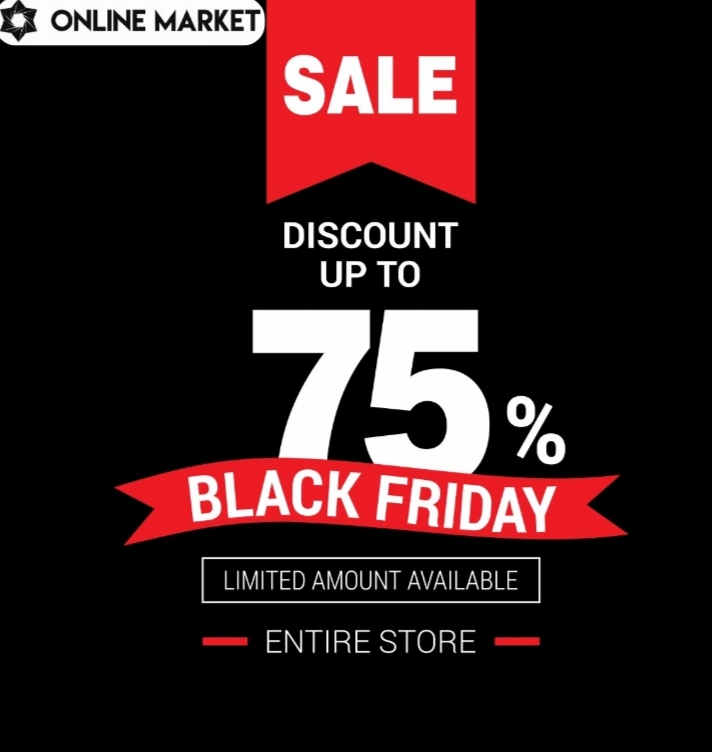 ONLINE MARKET
SALE
DISCOUNT
UP TO
75%
BLACK FRIDAY
LIMITED AMOUNT AVAILABLE
ENTIRE STORE